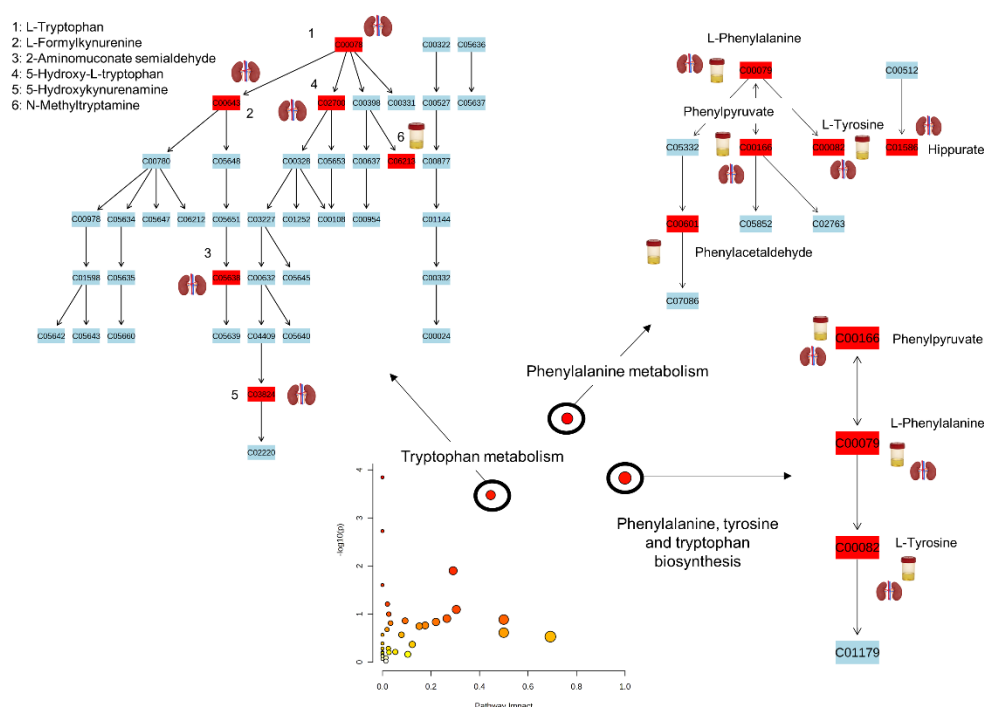 1: L-Tryptophan
2: L-Formylkynurenine
3: 2-Aminomuconate semialdehyde
4: 5-Hydroxy-L-tryptophan
5: 5-Hydroxykynurenamine
6: N-Methyltryptamine
1
C00078 C00322 C05636
4
C00643 C02700 C00398 C00331 C00527 C05637
2
6
C00780 C05648 C00328 C05653 C00637 C06213 C00877
C00978 C05634 C05647 C06212 C05651 C03227 C01252 C00108 C00954 C01144
3
C01598 C05635 C00632 C05645 C00332
C05642 C05643 C05660 C05639 C04409 C05640 C00024
5
C02220
L-Phenylalanine
C00079 C00512
Phenylpyruvate
L-Tyrosine
C05332 C00166 C00082 C01586
Hippurate
C00601 C05852 C02763
Phenylacetaldehyde
C07086
C00166 Phenylpyruvate
L-Phenylalanine
C00079
L-Tyrosine
C00082
C01179
Phenylalanine metabolism
Tryptophan metabolism
Phenylalanine, tyrosine
and tryptophan
biosynthesis
-log10(p)
4
3
2
1
0
0.0 0.2 0.4 0.6 0.8 1.0
Pathway Impact